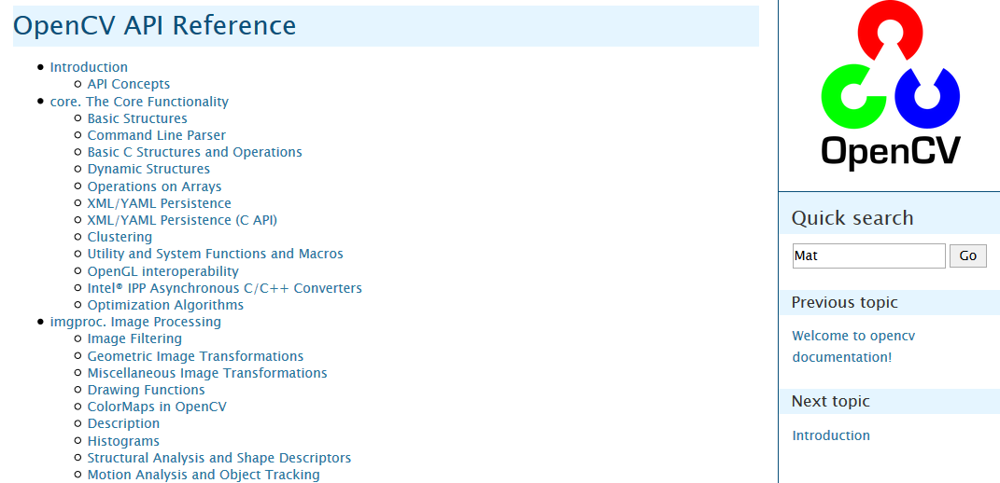 OpenCV API Reference
Introduction
API Concepts
core. The Core Functionality
Basic Structures
Command Line Parser
Basic C Structures and Operations
Dynamic Structures
Operations on Arrays
XML/YAML Persistence
XML/YAML Persistence (C API)
Clustering
Utility and System Functions and Macros
OpenGL interoperability
Intel® IPP Asynchronous C/C++ Converters
Optimization Algorithms
imgproc. Image Processing
Image Filtering
Geometric Image Transformations
Miscellaneous Image Transformations
Drawing Functions
ColorMaps in OpenCV
Description
Histograms
Structural Analysis and Shape Descriptors
Motion Analysis and Object Tracking
OpenCV
Quick search
Mat Go
Previous topic
Welcome to opencv
documentation!
Next topic
Introduction